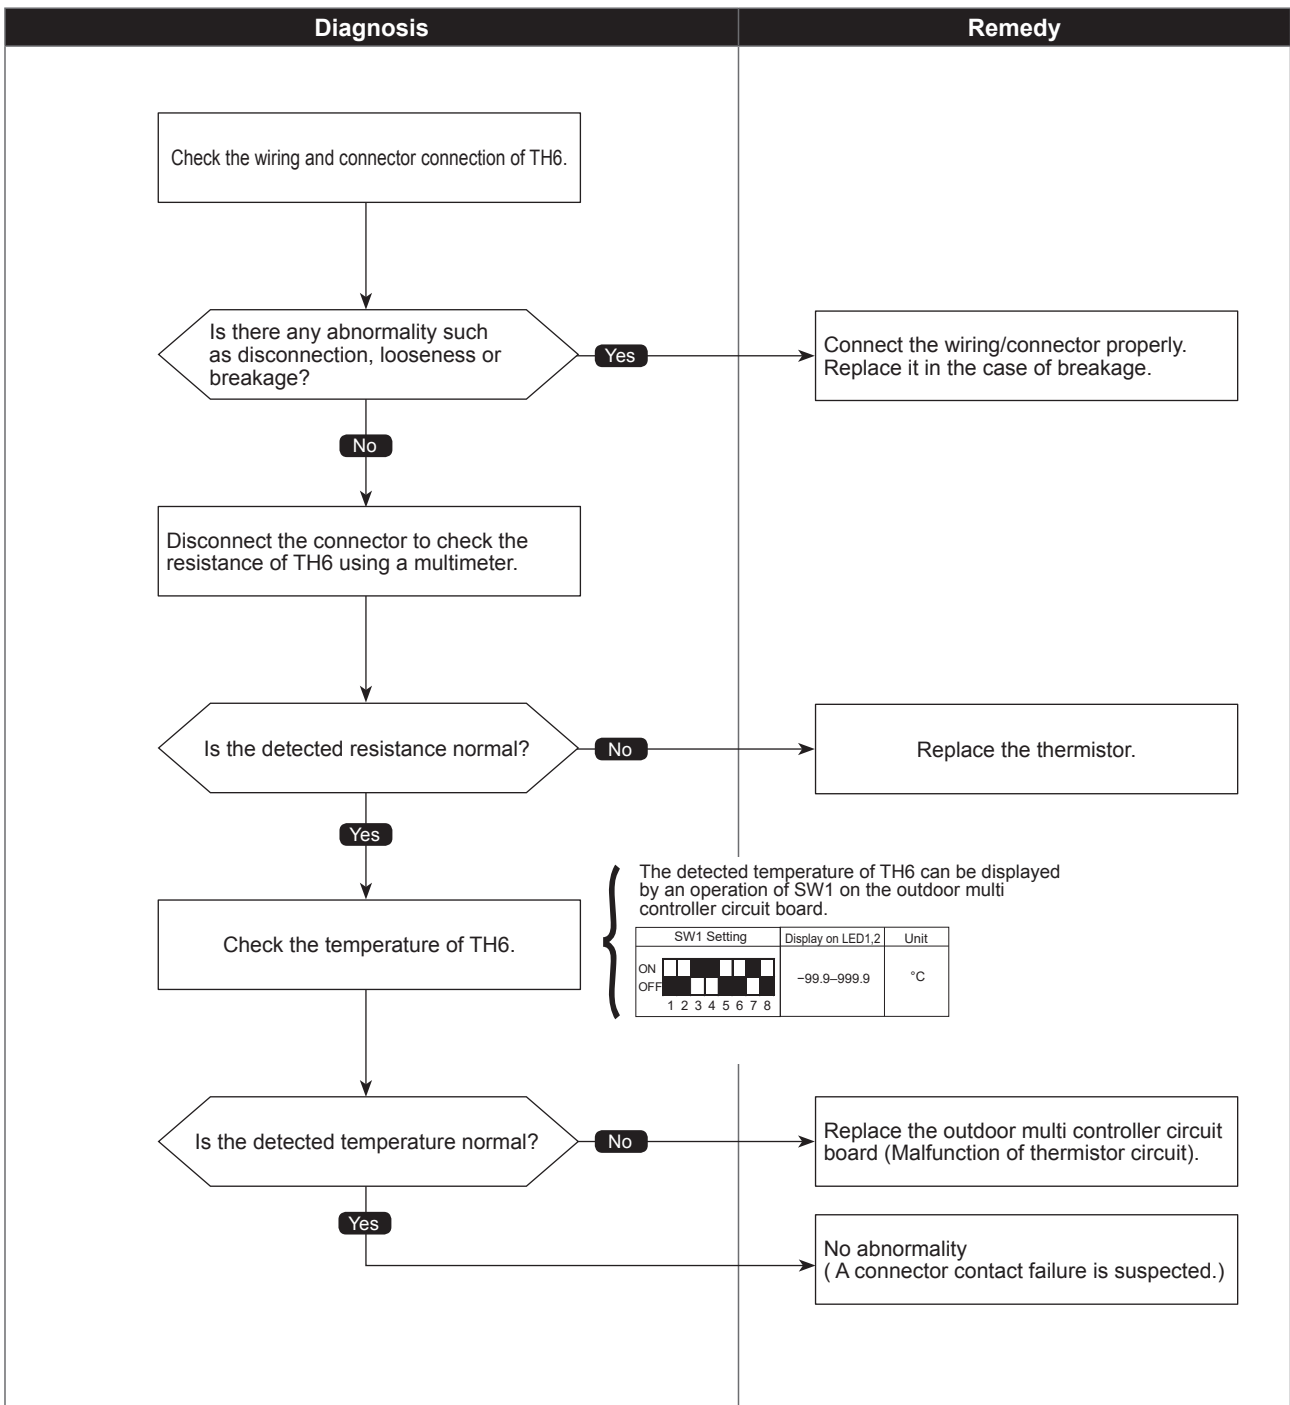 Diagnosis
Remedy
Check the wiring and connector connection of TH6.
Is there any abnormality such
as disconnection, looseness or
breakage?
Yes
Connect the wiring/connector properly.
Replace it in the case of breakage.
No
Disconnect the connector to check the
resistance of TH6 using a multimeter.
Is the detected resistance normal?
No
Replace the thermistor.
Yes
Check the temperature of TH6.
The detected temperature of TH6 can be displayed
by an operation of SW1 on the outdoor multi
controller circuit board.
SW1 Setting
Display on LED1,2
Unit
ON
OFF
1 2 3 4 5 6 7 8
−99.9–999.9
°C
Is the detected temperature normal?
No
Replace the outdoor multi controller circuit
board (Malfunction of thermistor circuit).
Yes
No abnormality
( A connector contact failure is suspected.)